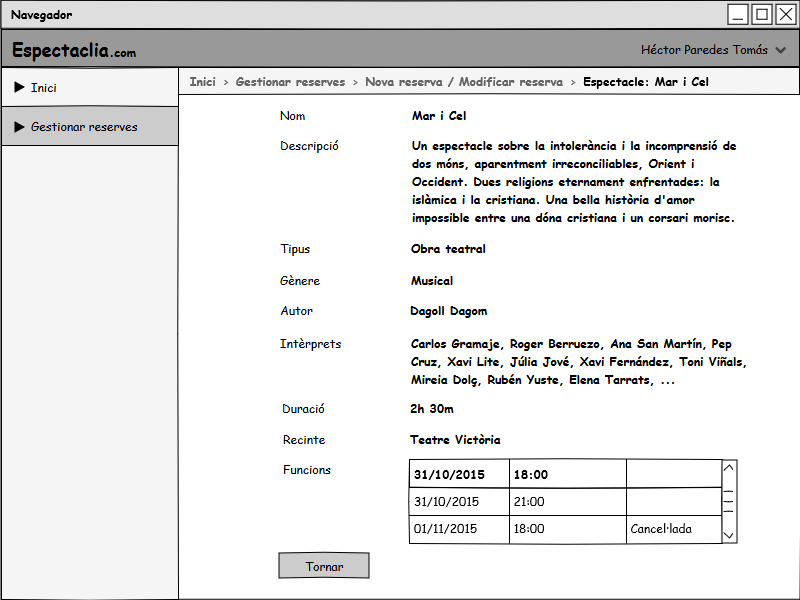 Navegador
Espectaclia.com
Héctor Paredes Tomás
Inici
Gestionar reserves
Inici > Gestionar reserves > Nova reserva / Modificar reserva > Espectacle: Mar i Cel
Nom Mar i Cel
Descripció Un espectacle sobre la intolerància i la incomprensió de
dos móns, aparentment irreconciliables, Orient i
Occident. Dues religions eternament enfrentades: la
islàmica i la cristiana. Una bella història d'amor
impossible entre una dóna cristiana i un corsari morisc.
Tipus Obra teatral
Gènere Musical
Autor Dagoll Dagom
Intèrprets Carlos Gramaje, Roger Berruezo, Ana San Martín, Pep
Cruz, Xavi Lite, Júlia Jové, Xavi Fernández, Toni Viñals,
Mireia Dolç, Rubén Yuste, Elena Tarrats, ...
Duració 2h 30m
Recinte Teatre Victòria
Funcions 31/10/2015 18:00
31/10/2015 21:00
01/11/2015 18:00 Cancel·lada
Tornar